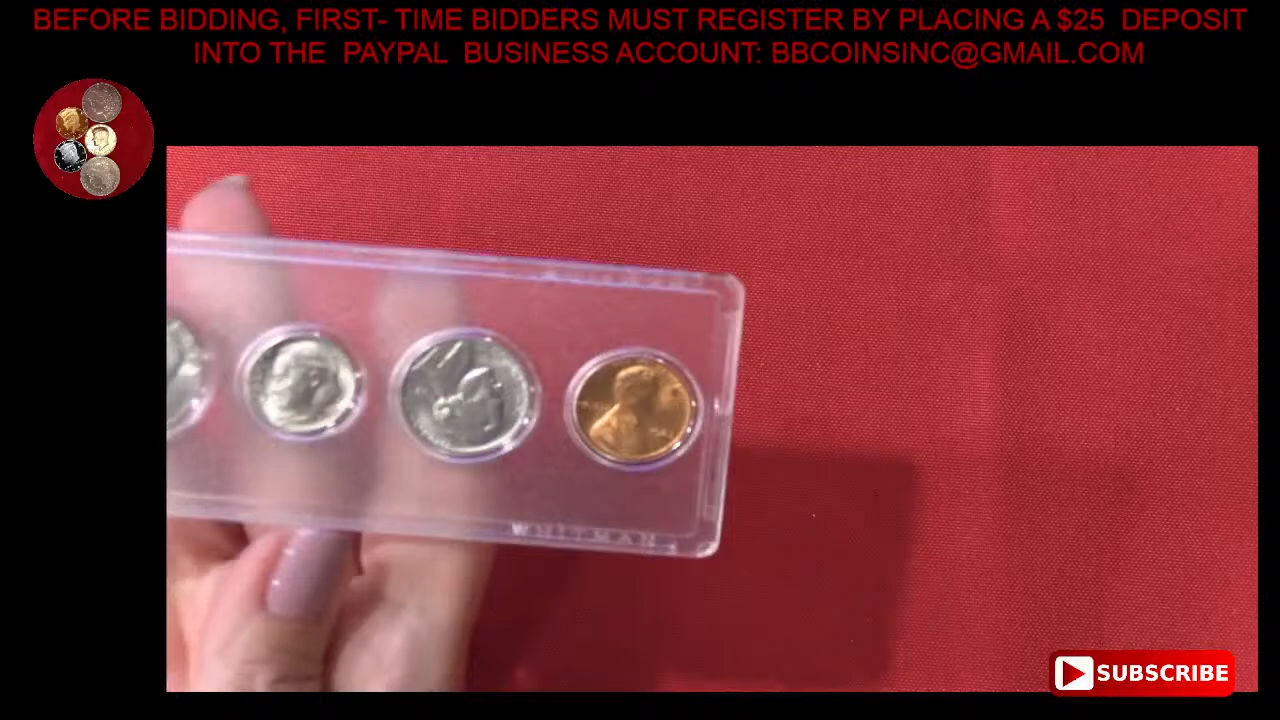 BEFORE BIDDING, FIRST- TIME BIDDERS MUST REGISTER BY PLACING A $25 DEPOSIT
INTO THE PAYPAL BUSINESS ACCOUNT: BBCOINSINC@GMAIL.COM
WHITMAN
SUBSCRIBE